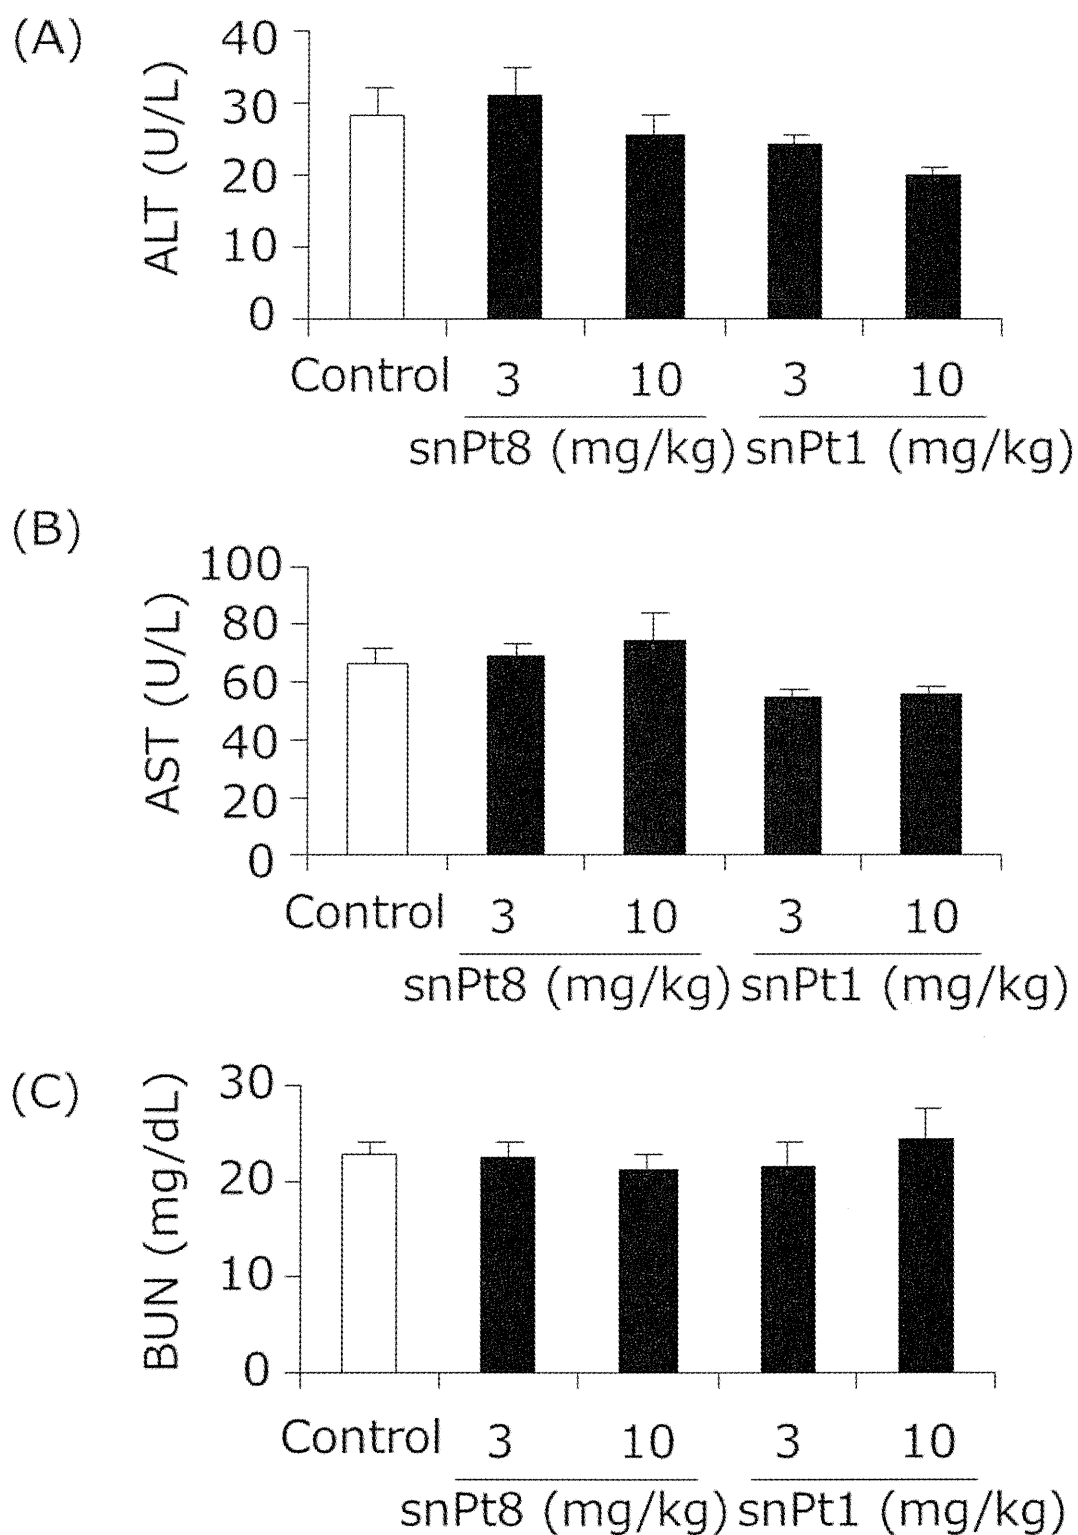 (A)
ALT (U/L)
40
30
20
10
0
Control 3 10 3 10
snPt8 (mg/kg) snPt1 (mg/kg)
(B)
AST (U/L)
100
80
60
40
20
0
Control 3 10 3 10
snPt8 (mg/kg) snPt1 (mg/kg)
(C)
BUN (mg/dL)
30
20
10
0
Control 3 10 3 10
snPt8 (mg/kg) snPt1 (mg/kg)